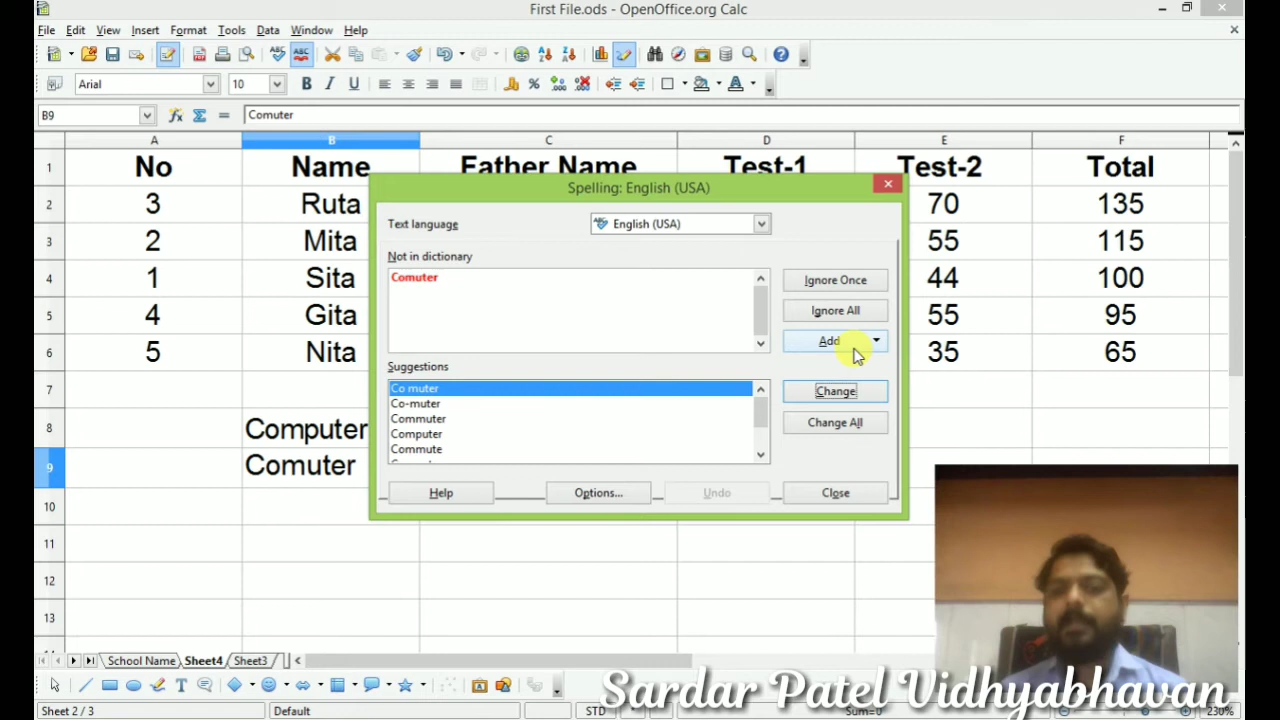 First File.ods - OpenOffice.org Calc
File Edit View Insert Format Tools Data Window Help
Arial 10
B9 Comuter
A B C D E F
1 No Name Father Name Test-1 Test-2 Total
2 3 Ruta 70 135
3 2 Mita 55 115
4 1 Sita 44 100
5 4 Gita 55 95
6 5 Nita 35 65
7
8 Computer
9 Comuter
10
11
12
13
Spelling: English (USA)
Text language English (USA)
Not in dictionary
Comuter
Ignore Once
Ignore All
Add
Suggestions
Co muter
Co-muter
Commuter
Computer
Commute
Change
Change All
Help Options... Undo Close
School Name Sheet4 Sheet3
Sardar Patel Vidhyabhavan
Sheet 2 / 3 Default STD Sum=0 230%